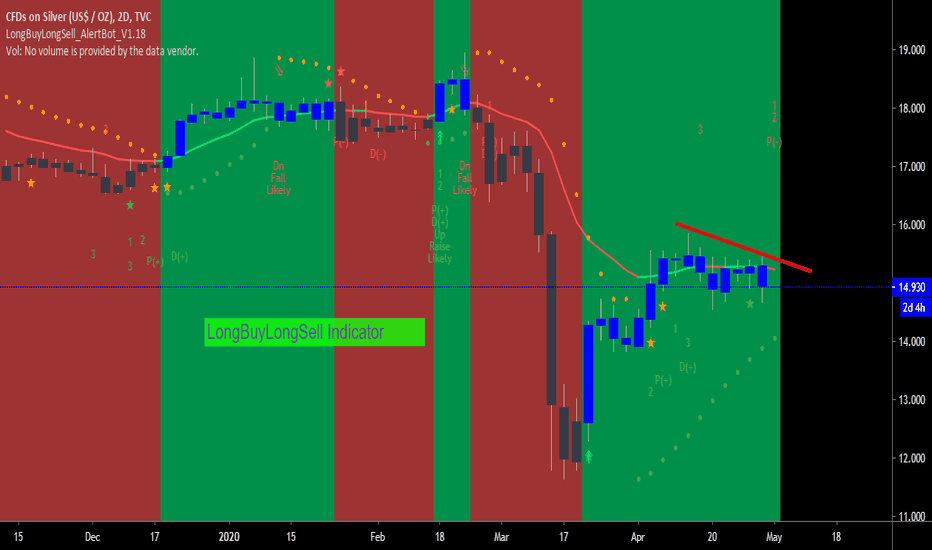 CFDs on Silver (US$ / OZ), 2D, TVC
LongBuyLongSell_AlertBot_V1.18
Vol: No volume is provided by the data vendor.
19.000
18.000
17.000
16.000
14.930
2d 4h
14.000
13.000
12.000
11.000
2
3
1
3
2
P(+)
D(+)
Dn
Fall
Likely
P(-)
D(-)
1
2
P(+)
D(+)
Up
Raise
Likely
Dn
Fall
Likely
1
2
P(+)
1
3
D(+)
3
1
2
P(-)
LongBuyLongSell Indicator
15
Dec
17
2020
15
Feb
18
Mar
17
Apr
20
May
18